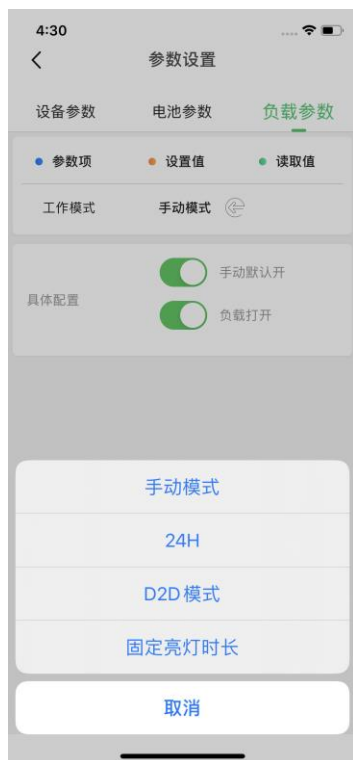 4:30
参数设置
设备参数 电池参数 负载参数
参数项 设置值 读取值
工作模式 手动模式
手动默认开
具体配置
负载打开
手动模式
24H
D2D模式
固定亮灯时长
取消